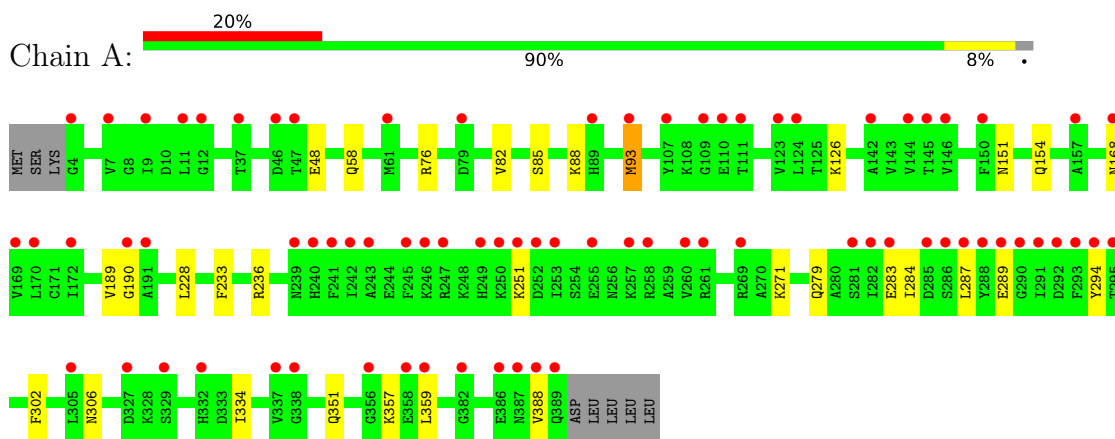 20%
Chain A:
90% 8%
MET SER LYS G4 V7 G8 I9 D10 L11 G12 T37 D46 T47 E48 Q58 M61 R76 D79 V82 S85 K88 H89 M93 Y107 K108 G109 E110 T111 V123 L124 T125 K126 A142 V143 V144 T145 V146 F150 N151 Q154 A157 N168
V169 L170 C171 I172 V189 G190 A191 L228 F233 R236 N239 H240 F241 I242 A243 E244 F245 K246 R247 K248 H249 K250 K251 D252 I253 S254 E255 N256 K257 R258 A259 V260 R261 R269 A270 K271 Q279 A280 S281 I282 E283 I284 D285 S286 L287 Y288 E289 G290 I291 D292 F293 Y294 T295
F302 L305 N306 D327 K328 S329 H332 D333 I334 V337 G338 Q351 G356 K357 E358 L359 G382 E386 N387 V388 Q389 ASP LEU LEU LEU LEU